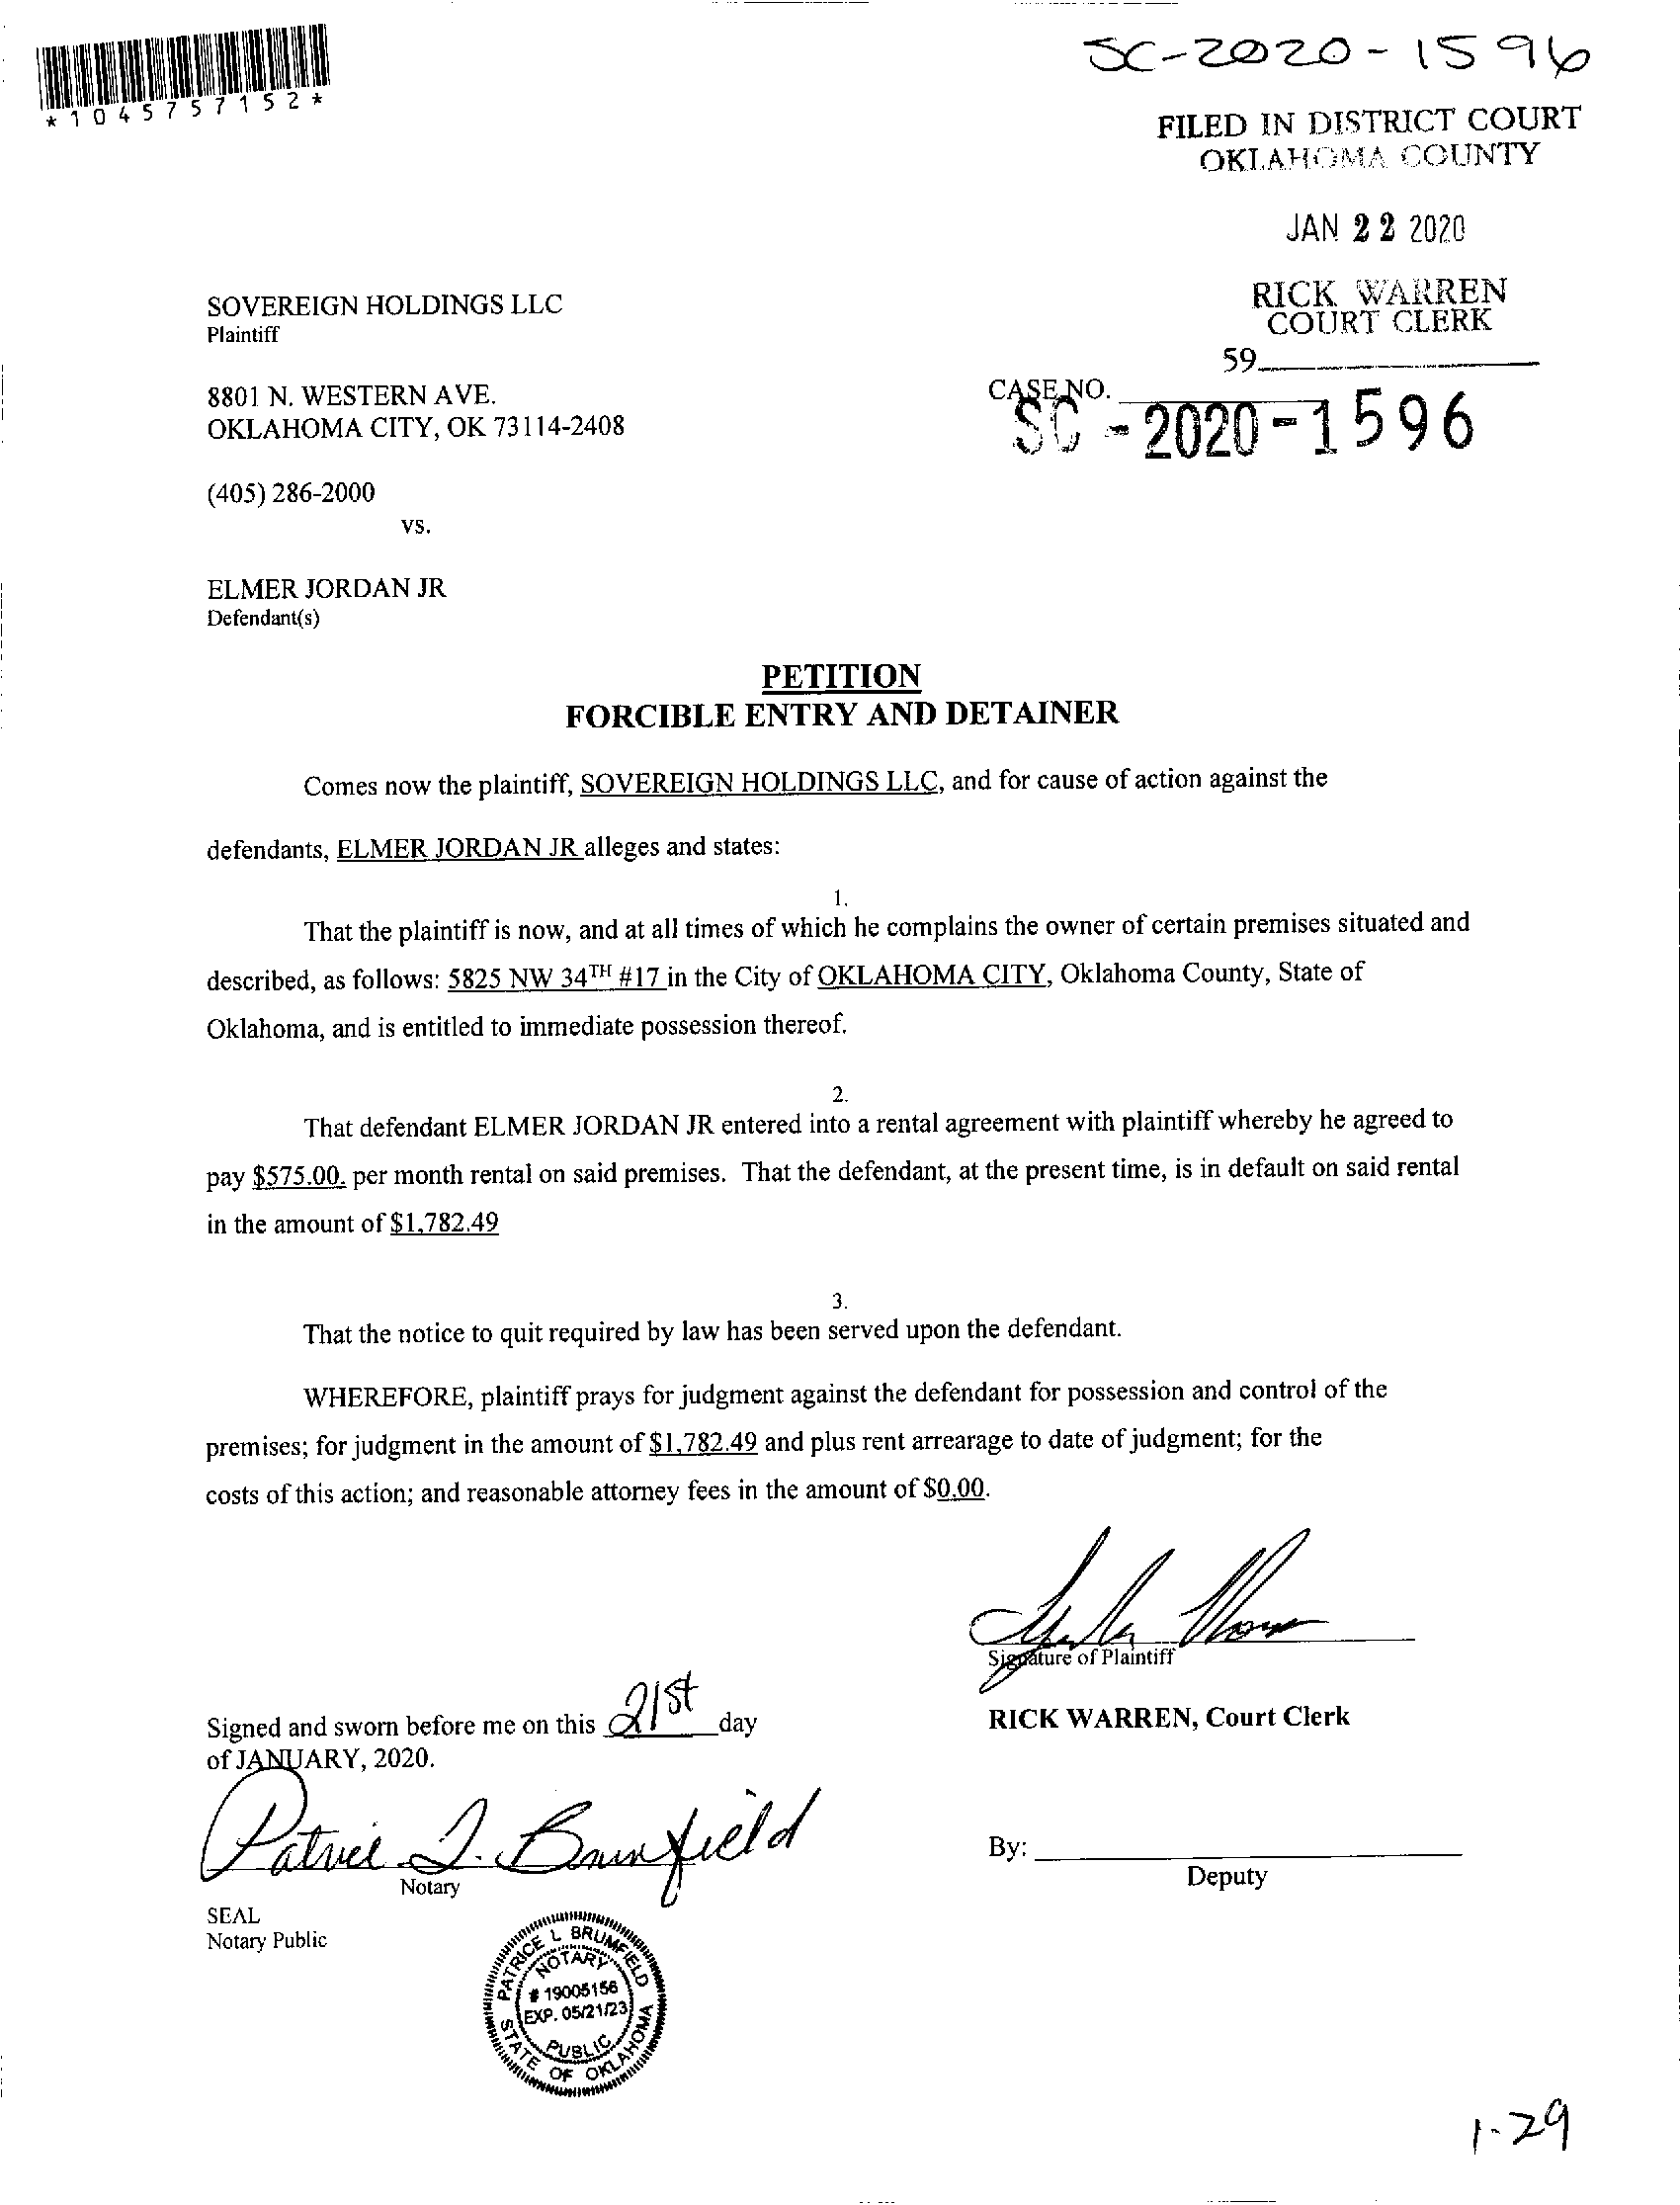 SC-2020-1596
*1045757152*
FILED IN DISTRICT COURT
OKLAHOMA COUNTY
JAN 22 2020
RICK WARREN
COURT CLERK
59
SOVEREIGN HOLDINGS LLC
Plaintiff
8801 N. WESTERN AVE.
OKLAHOMA CITY, OK 73114-2408
CASE NO.
SC-2020-1596
(405) 286-2000
vs.
ELMER JORDAN JR
Defendant(s)
PETITION
FORCIBLE ENTRY AND DETAINER
Comes now the plaintiff, SOVEREIGN HOLDINGS LLC, and for cause of action against the
defendants, ELMER JORDAN JR alleges and states:
1.
That the plaintiff is now, and at all times of which he complains the owner of certain premises situated and
described, as follows: 5825 NW 34TH #17 in the City of OKLAHOMA CITY, Oklahoma County, State of
Oklahoma, and is entitled to immediate possession thereof.
2.
That defendant ELMER JORDAN JR entered into a rental agreement with plaintiff whereby he agreed to
pay $575.00. per month rental on said premises. That the defendant, at the present time, is in default on said rental
in the amount of $1,782.49
3.
That the notice to quit required by law has been served upon the defendant.
WHEREFORE, plaintiff prays for judgment against the defendant for possession and control of the
premises; for judgment in the amount of $1,782.49 and plus rent arrearage to date of judgment; for the
costs of this action; and reasonable attorney fees in the amount of $0.00.
Signature of Plaintiff
Signed and sworn before me on this 21st day
of JANUARY, 2020.
RICK WARREN, Court Clerk
Patrice L. Brumfield
Notary
By:
Deputy
SEAL
Notary Public
PATRICE L BRUMFIELD
NOTARY
# 19005156
EXP. 05/21/23
PUBLIC
STATE OF OKLAHOMA
1-29